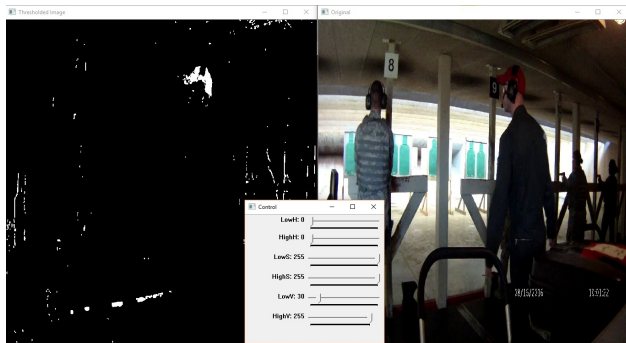 Thresholded Image
Original
8
9
Control
LowH: 0
HighH: 0
LowS: 255
HighS: 255
LowV: 30
HighV: 255